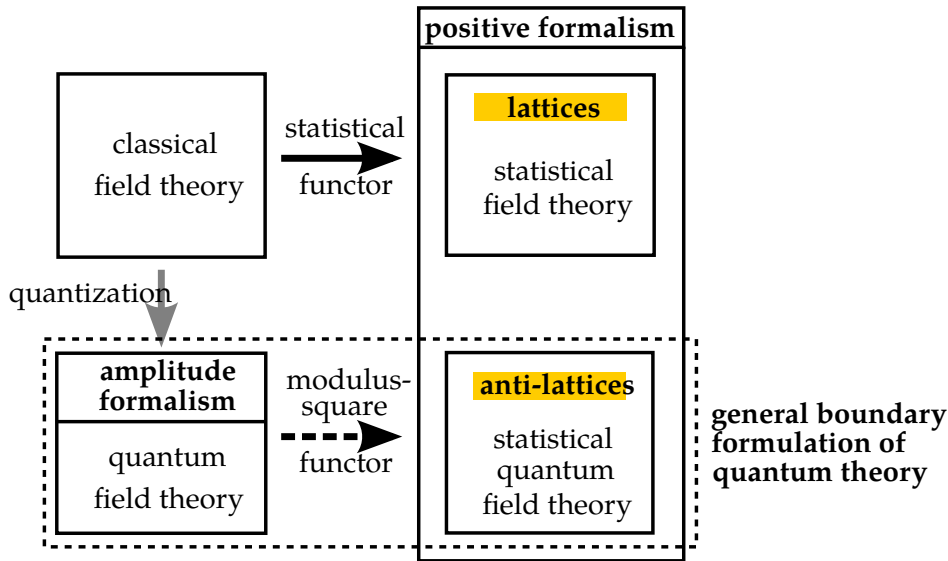 positive formalism
classical
field theory
statistical
functor
lattices
statistical
field theory
quantization
amplitude
formalism
quantum
field theory
modulus-
square
functor
anti-lattices
statistical
quantum
field theory
general boundary
formulation of
quantum theory